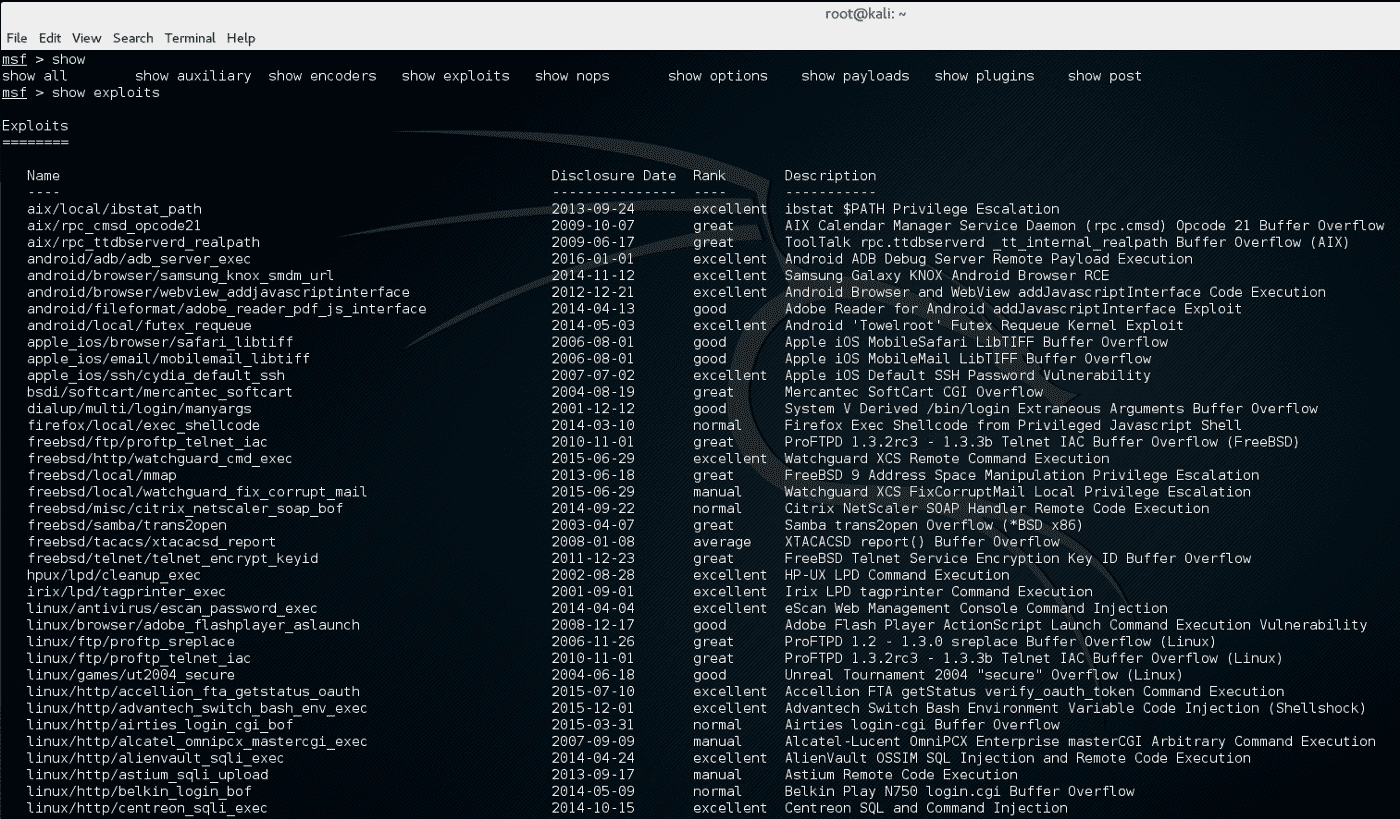 root@kali: ~
File Edit View Search Terminal Help
msf > show
show all show auxiliary show encoders show exploits show nops show options show payloads show plugins show post
msf > show exploits
Exploits
========
Name Disclosure Date Rank Description
---- --------------- ---- -----------
aix/local/ibstat_path 2013-09-24 excellent ibstat $PATH Privilege Escalation
aix/rpc_cmsd_opcode21 2009-10-07 great AIX Calendar Manager Service Daemon (rpc.cmsd) Opcode 21 Buffer Overflow
aix/rpc_ttdbserverd_realpath 2009-06-17 great ToolTalk rpc.ttdbserverd _tt_internal_realpath Buffer Overflow (AIX)
android/adb/adb_server_exec 2016-01-01 excellent Android ADB Debug Server Remote Payload Execution
android/browser/samsung_knox_smdm_url 2014-11-12 excellent Samsung Galaxy KNOX Android Browser RCE
android/browser/webview_addjavascriptinterface 2012-12-21 excellent Android Browser and WebView addJavascriptInterface Code Execution
android/fileformat/adobe_reader_pdf_js_interface 2014-04-13 good Adobe Reader for Android addJavascriptInterface Exploit
android/local/futex_requeue 2014-05-03 excellent Android 'Towelroot' Futex Requeue Kernel Exploit
apple_ios/browser/safari_libtiff 2006-08-01 good Apple iOS MobileSafari LibTIFF Buffer Overflow
apple_ios/email/mobilemail_libtiff 2006-08-01 good Apple iOS MobileMail LibTIFF Buffer Overflow
apple_ios/ssh/cydia_default_ssh 2007-07-02 excellent Apple iOS Default SSH Password Vulnerability
bsdi/softcart/mercantec_softcart 2004-08-19 great Mercantec SoftCart CGI Overflow
dialup/multi/login/manyargs 2001-12-12 good System V Derived /bin/login Extraneous Arguments Buffer Overflow
firefox/local/exec_shellcode 2014-03-10 normal Firefox Exec Shellcode from Privileged Javascript Shell
freebsd/ftp/proftp_telnet_iac 2010-11-01 great ProFTPD 1.3.2rc3 - 1.3.3b Telnet IAC Buffer Overflow (FreeBSD)
freebsd/http/watchguard_cmd_exec 2015-06-29 excellent Watchguard XCS Remote Command Execution
freebsd/local/mmap 2013-06-18 great FreeBSD 9 Address Space Manipulation Privilege Escalation
freebsd/local/watchguard_fix_corrupt_mail 2015-06-29 manual Watchguard XCS FixCorruptMail Local Privilege Escalation
freebsd/misc/citrix_netscaler_soap_bof 2014-09-22 normal Citrix NetScaler SOAP Handler Remote Code Execution
freebsd/samba/trans2open 2003-04-07 great Samba trans2open Overflow (*BSD x86)
freebsd/tacacs/xtacacsd_report 2008-01-08 average XTACACSD report() Buffer Overflow
freebsd/telnet/telnet_encrypt_keyid 2011-12-23 great FreeBSD Telnet Service Encryption Key ID Buffer Overflow
hpux/lpd/cleanup_exec 2002-08-28 excellent HP-UX LPD Command Execution
irix/lpd/tagprinter_exec 2001-09-01 excellent Irix LPD tagprinter Command Execution
linux/antivirus/escan_password_exec 2014-04-04 excellent eScan Web Management Console Command Injection
linux/browser/adobe_flashplayer_aslaunch 2008-12-17 good Adobe Flash Player ActionScript Launch Command Execution Vulnerability
linux/ftp/proftp_sreplace 2006-11-26 great ProFTPD 1.2 - 1.3.0 sreplace Buffer Overflow (Linux)
linux/ftp/proftp_telnet_iac 2010-11-01 great ProFTPD 1.3.2rc3 - 1.3.3b Telnet IAC Buffer Overflow (Linux)
linux/games/ut2004_secure 2004-06-18 good Unreal Tournament 2004 "secure" Overflow (Linux)
linux/http/accellion_fta_getstatus_oauth 2015-07-10 excellent Accellion FTA getStatus verify_oauth_token Command Execution
linux/http/advantech_switch_bash_env_exec 2015-12-01 excellent Advantech Switch Bash Environment Variable Code Injection (Shellshock)
linux/http/airties_login_cgi_bof 2015-03-31 normal Airties login-cgi Buffer Overflow
linux/http/alcatel_omnipcx_mastercgi_exec 2007-09-09 manual Alcatel-Lucent OmniPCX Enterprise masterCGI Arbitrary Command Execution
linux/http/alienvault_sqli_exec 2014-04-24 excellent AlienVault OSSIM SQL Injection and Remote Code Execution
linux/http/astium_sqli_upload 2013-09-17 manual Astium Remote Code Execution
linux/http/belkin_login_bof 2014-05-09 normal Belkin Play N750 login.cgi Buffer Overflow
linux/http/centreon_sqli_exec 2014-10-15 excellent Centreon SQL and Command Injection